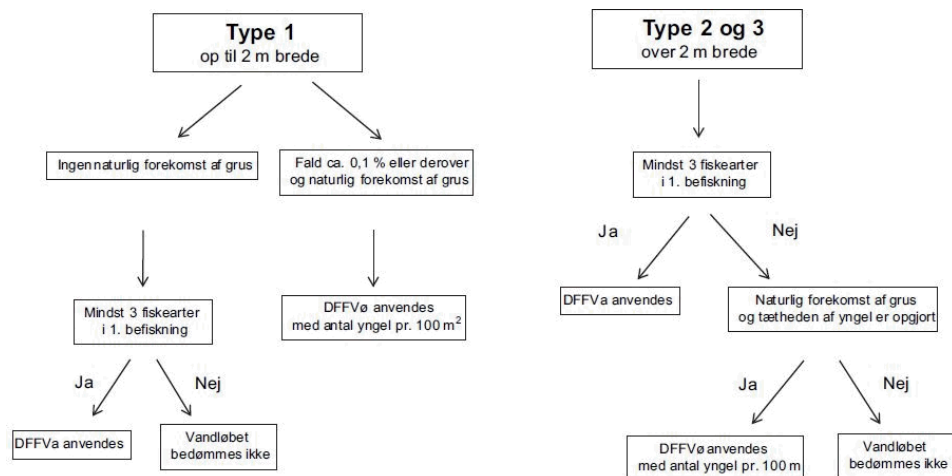 Type 1
op til 2 m brede
Ingen naturlig forekomst af grus
Fald ca. 0,1 % eller derover
og naturlig forekomst af grus
Mindst 3 fiskearter
i 1. befiskning
DFFVø anvendes
med antal yngel pr. 100 m²
Ja
Nej
DFFVa anvendes
Vandløbet
bedømmes ikke
Type 2 og 3
over 2 m brede
Mindst 3 fiskearter
i 1. befiskning
Ja
Nej
DFFVa anvendes
Naturlig forekomst af grus
og tætheden af yngel er opgjort
Ja
Nej
DFFVø anvendes
med antal yngel pr. 100 m
Vandløbet
bedømmes ikke